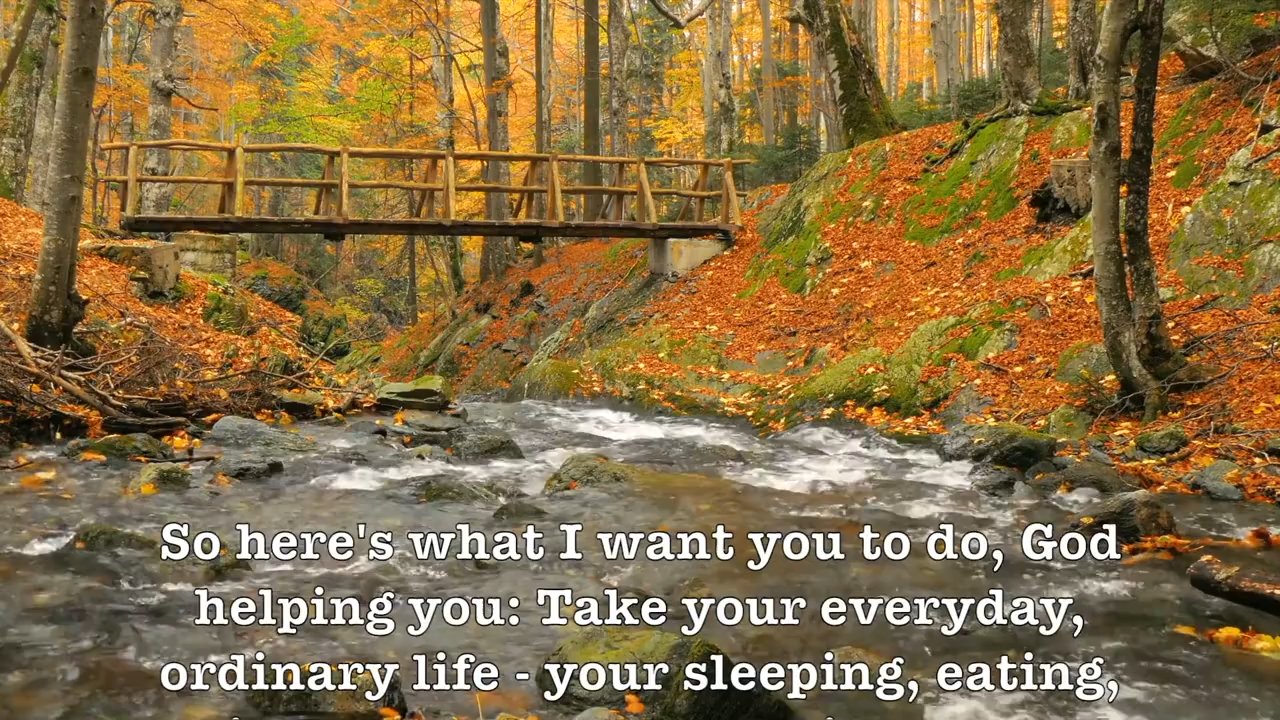 So here's what I want you to do, God
helping you: Take your everyday,
ordinary life - your sleeping, eating,